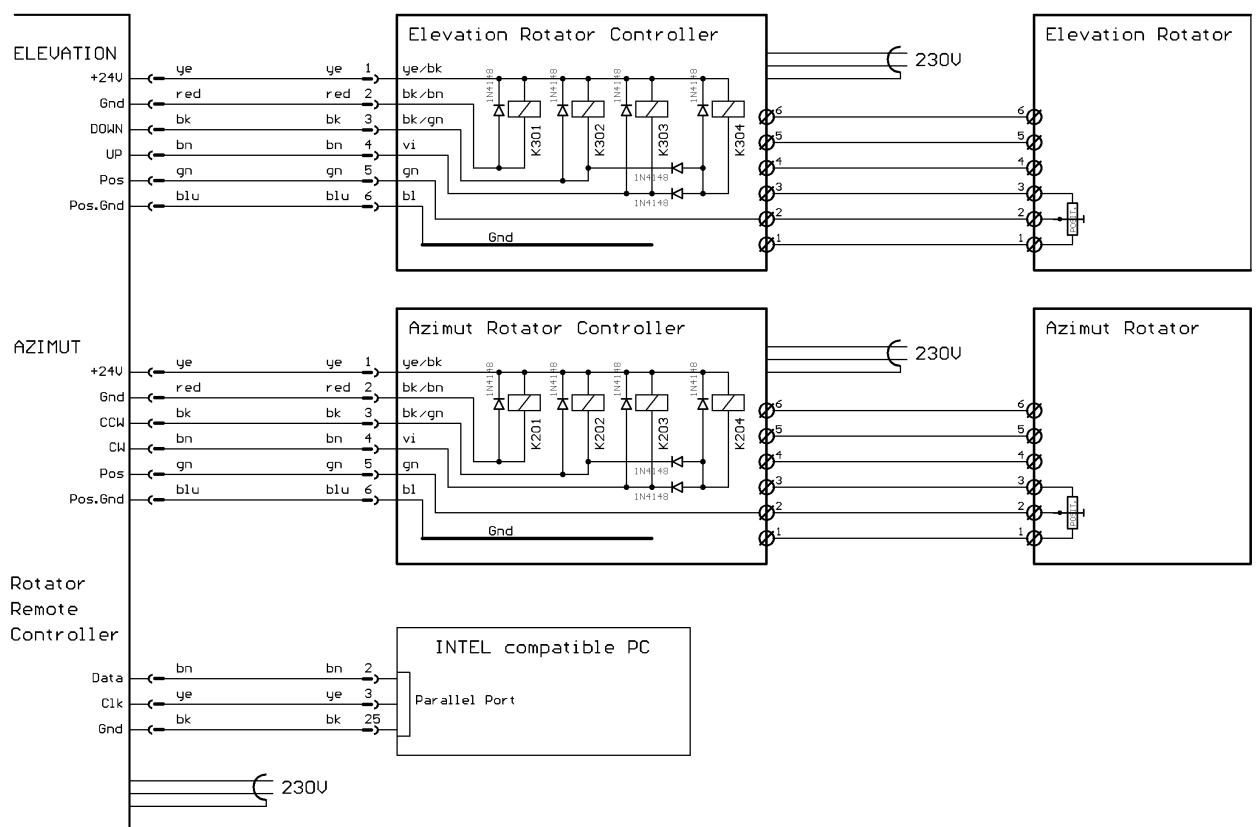 ELEVATION
+24V ye ye 1 ye/bk
Gnd red red 2 bk/bn
DOWN bk bk 3 bk/gn
UP bn bn 4 vi
Pos gn gn 5 gn
Pos.Gnd blu blu 6 bl
Elevation Rotator Controller
1N4148 1N4148 1N4148 1N4148
K301 K302 K303 K304
1N4148
1N4148
Gnd
230V
6 6
5 5
4 4
3 3
2 2
1 1
Elevation Rotator
POSIT.
AZIMUT
+24V ye ye 1 ye/bk
Gnd red red 2 bk/bn
CCW bk bk 3 bk/gn
CW bn bn 4 vi
Pos gn gn 5 gn
Pos.Gnd blu blu 6 bl
Azimut Rotator Controller
1N4148 1N4148 1N4148 1N4148
K201 K202 K203 K204
1N4148
1N4148
Gnd
230V
6 6
5 5
4 4
3 3
2 2
1 1
Azimut Rotator
POSIT.
Rotator
Remote
Controller
Data bn bn 2
Clk ye ye 3
Gnd bk bk 25
INTEL compatible PC
Parallel Port
230V